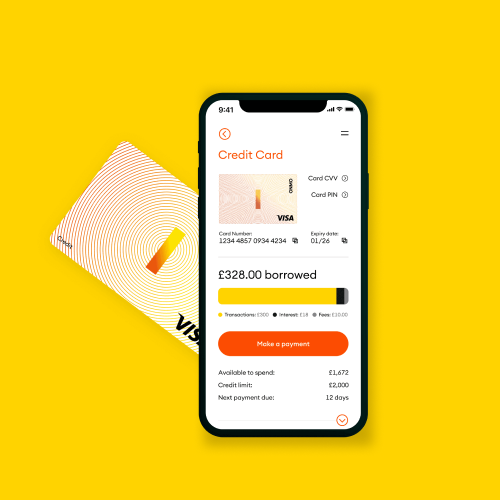 9:41
Credit Card
Card CVV
Card PIN
VISA
Card Number:
Expiry date:
1234 4857 0934 4234
01/26
£328.00 borrowed
Transactions: £300
Interest: £18
Fees: £10.00
Make a payment
Available to spend: £1,672
Credit limit: £2,000
Next payment due: 12 days
Credit
VISA